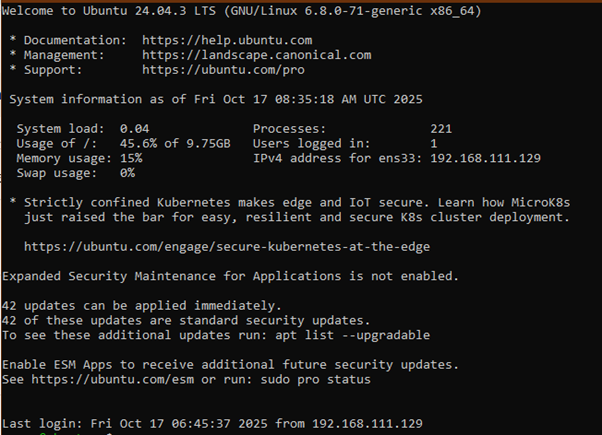 Welcome to Ubuntu 24.04.3 LTS (GNU/Linux 6.8.0-71-generic x86_64)
* Documentation: https://help.ubuntu.com
* Management: https://landscape.canonical.com
* Support: https://ubuntu.com/pro
System information as of Fri Oct 17 08:35:18 AM UTC 2025
System load: 0.04 Processes: 221
Usage of /: 45.6% of 9.75GB Users logged in: 1
Memory usage: 15% IPv4 address for ens33: 192.168.111.129
Swap usage: 0%
* Strictly confined Kubernetes makes edge and IoT secure. Learn how MicroK8s
just raised the bar for easy, resilient and secure K8s cluster deployment.
https://ubuntu.com/engage/secure-kubernetes-at-the-edge
Expanded Security Maintenance for Applications is not enabled.
42 updates can be applied immediately.
42 of these updates are standard security updates.
To see these additional updates run: apt list --upgradable
Enable ESM Apps to receive additional future security updates.
See https://ubuntu.com/esm or run: sudo pro status
Last login: Fri Oct 17 06:45:37 2025 from 192.168.111.129